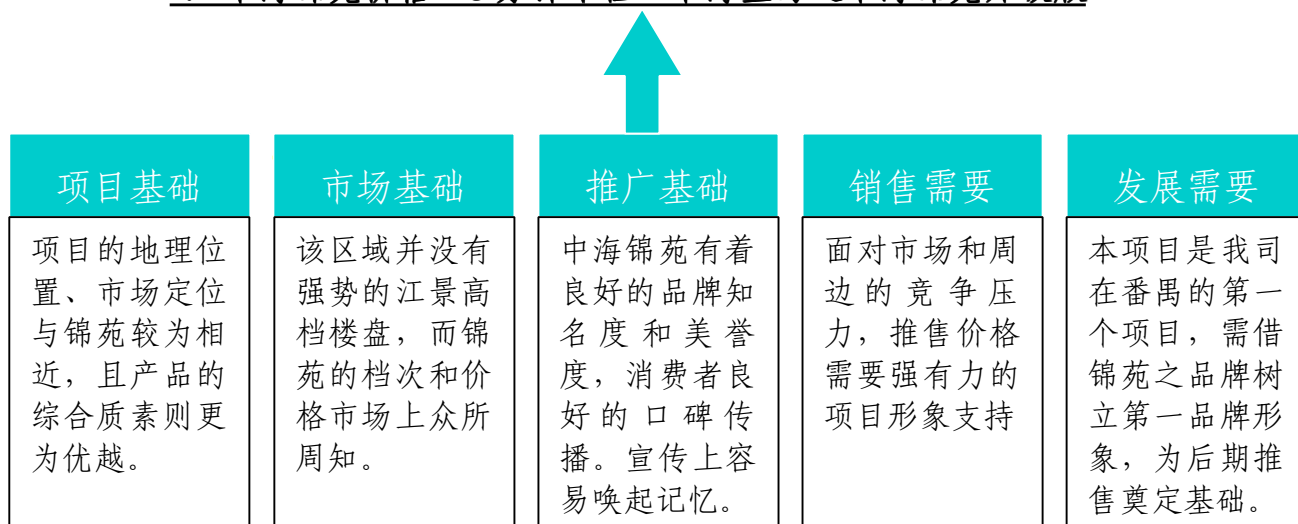 项目基础
项目的地理位
置、市场定位
与锦苑较为相
近，且产品的
综合质素则更
为优越。
市场基础
该区域并没有
强势的江景高
档楼盘，而锦
苑的档次和价
格市场上众所
周知。
推广基础
中海锦苑有着
良好的品牌知
名度和美誉
度，消费者良
好的口碑传
播。宣传上容
易唤起记忆。
销售需要
面对市场和周
边的竞争压
力，推售价格
需要强有力的
项目形象支持
发展需要
本项目是我司
在番禺的第一
个项目，需借
锦苑之品牌树
立第一品牌形
象，为后期推
售奠定基础。